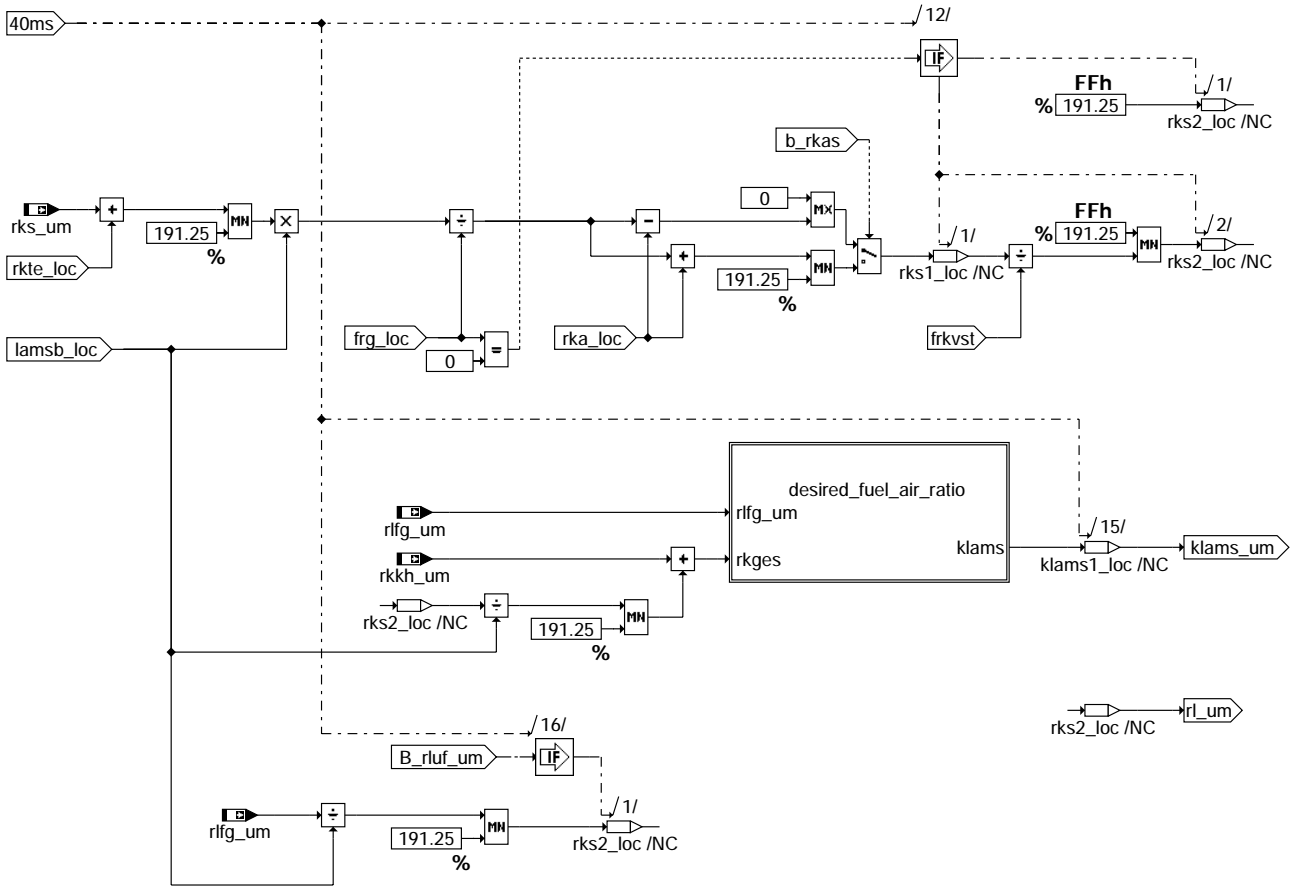 40ms
/12/
IF
FFh
/1/
% 191.25
rks2_loc /NC
b_rkas
0
MX
rks_um
+
191.25
%
MN
×
÷
-
FFh
/1/
/2/
% 191.25
MN
rkte_loc
+
191.25
%
MN
rks1_loc /NC
÷
rks2_loc /NC
lamsb_loc
frg_loc
0
=
rka_loc
frkvst
desired_fuel_air_ratio
rlfg_um
rlfg_um
/15/
rkkh_um
+
rkges
klams
klams1_loc /NC
klams_um
rks2_loc /NC
÷
191.25
%
MN
rks2_loc /NC
rl_um
/16/
B_rluf_um
IF
/1/
rlfg_um
÷
191.25
%
MN
rks2_loc /NC